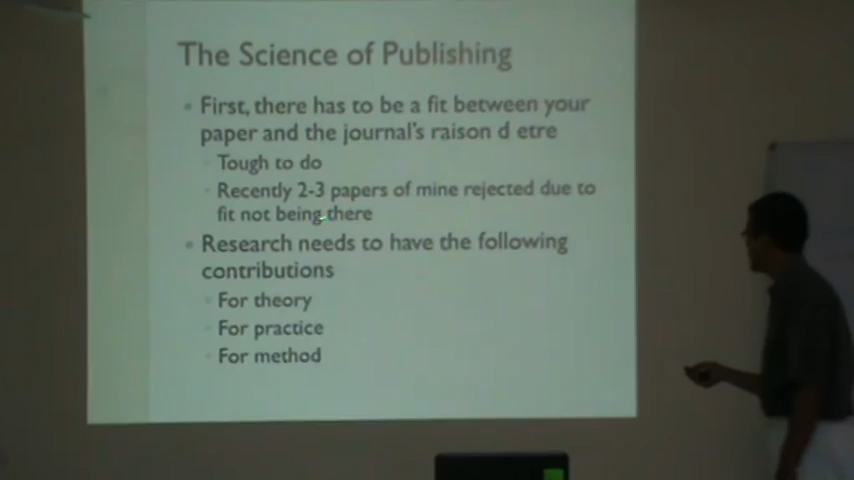 The Science of Publishing
First, there has to be a fit between your
paper and the journal's raison d etre
Tough to do
Recently 2-3 papers of mine rejected due to
fit not being there
Research needs to have the following
contributions
For theory
For practice
For method